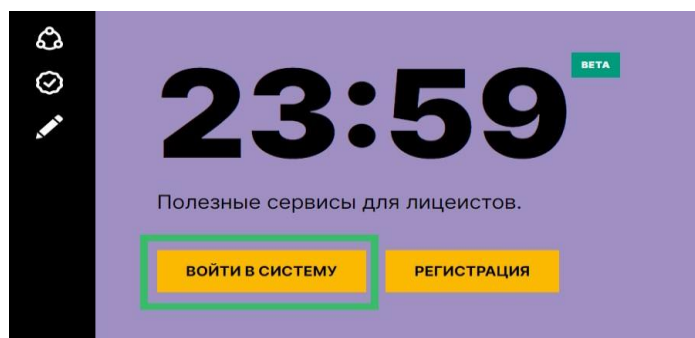 23:59
BETA
Полезные сервисы для лицеистов.
ВОЙТИ В СИСТЕМУ
РЕГИСТРАЦИЯ